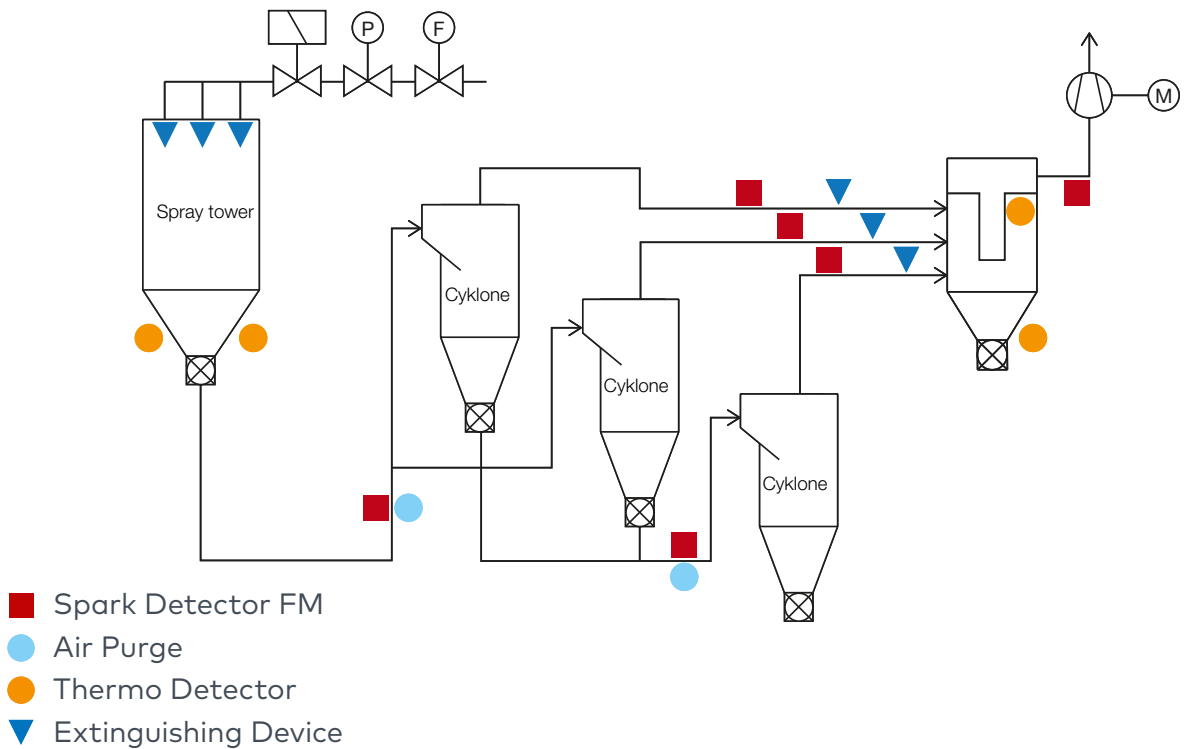 P
F
M
Spray tower
Cyklone
Cyklone
Cyklone
Spark Detector FM
Air Purge
Thermo Detector
Extinguishing Device